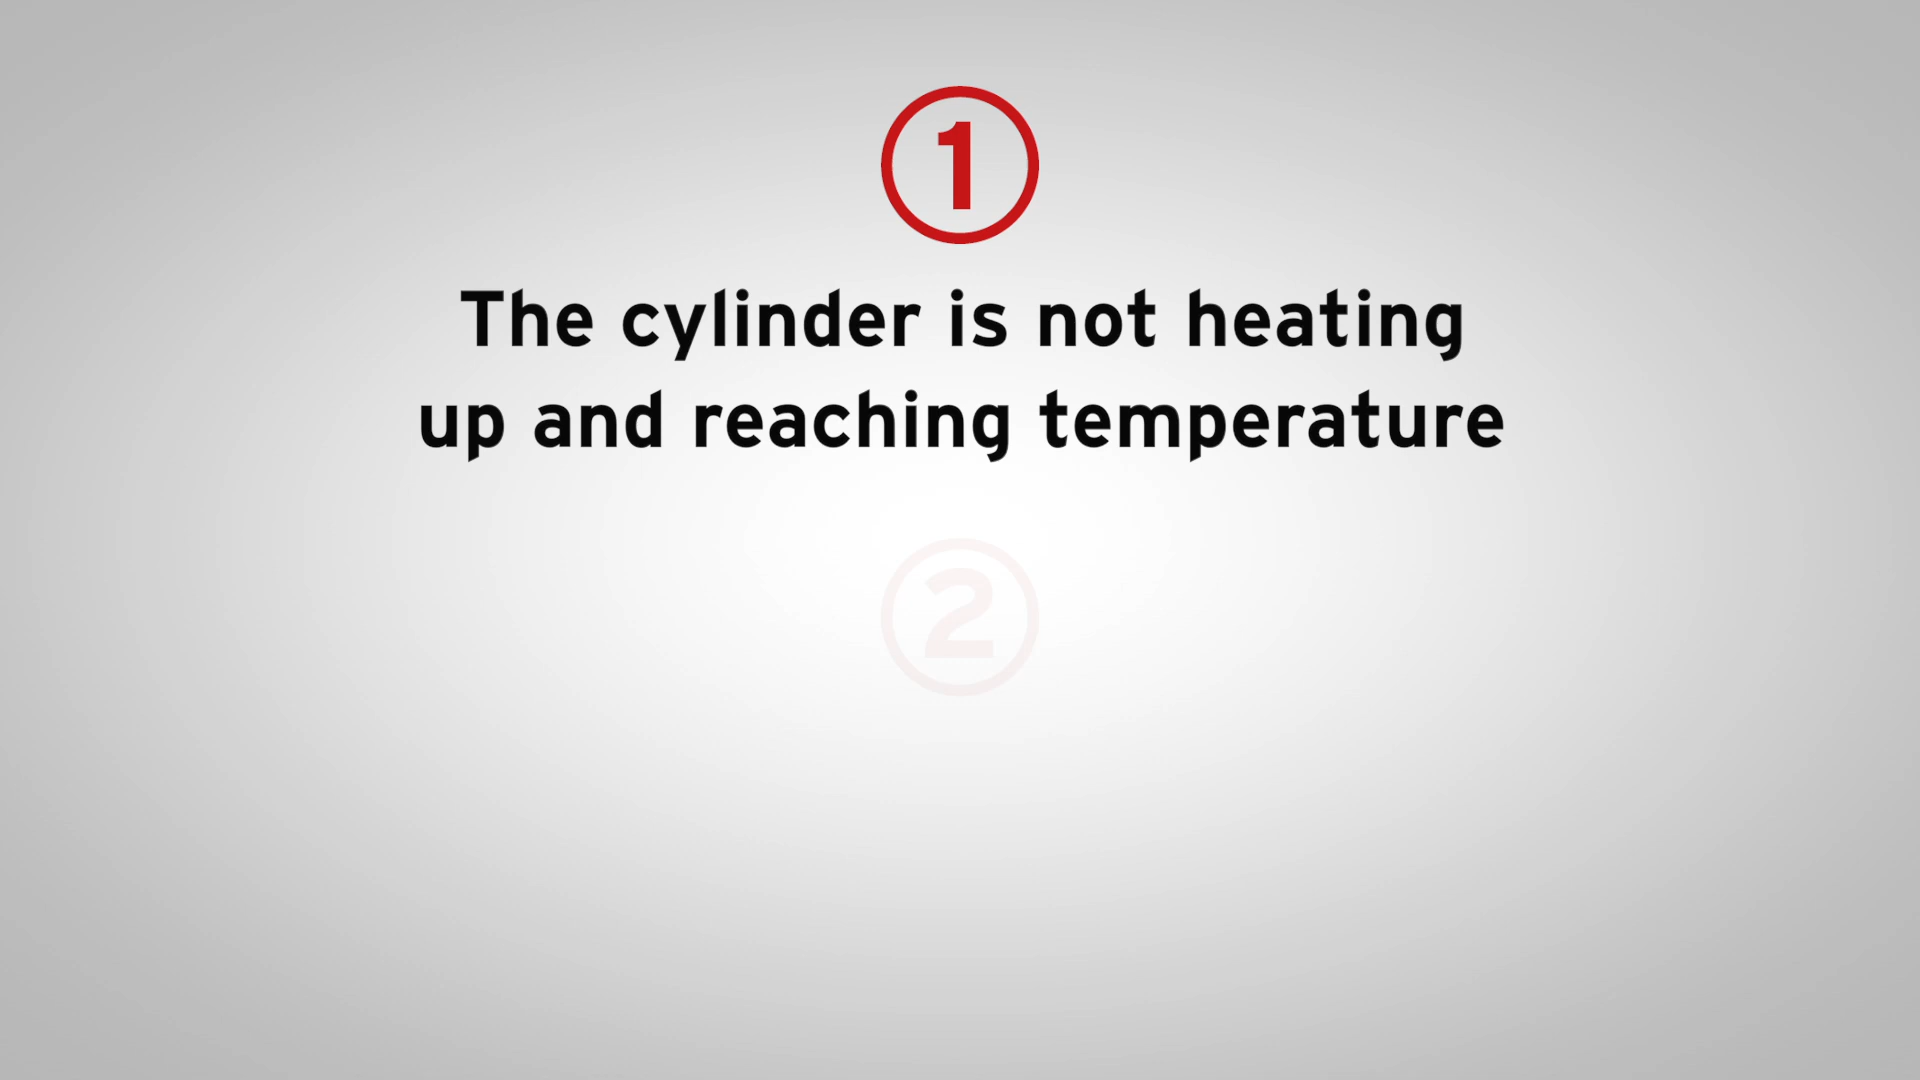 1
The cylinder is not heating
up and reaching temperature
2